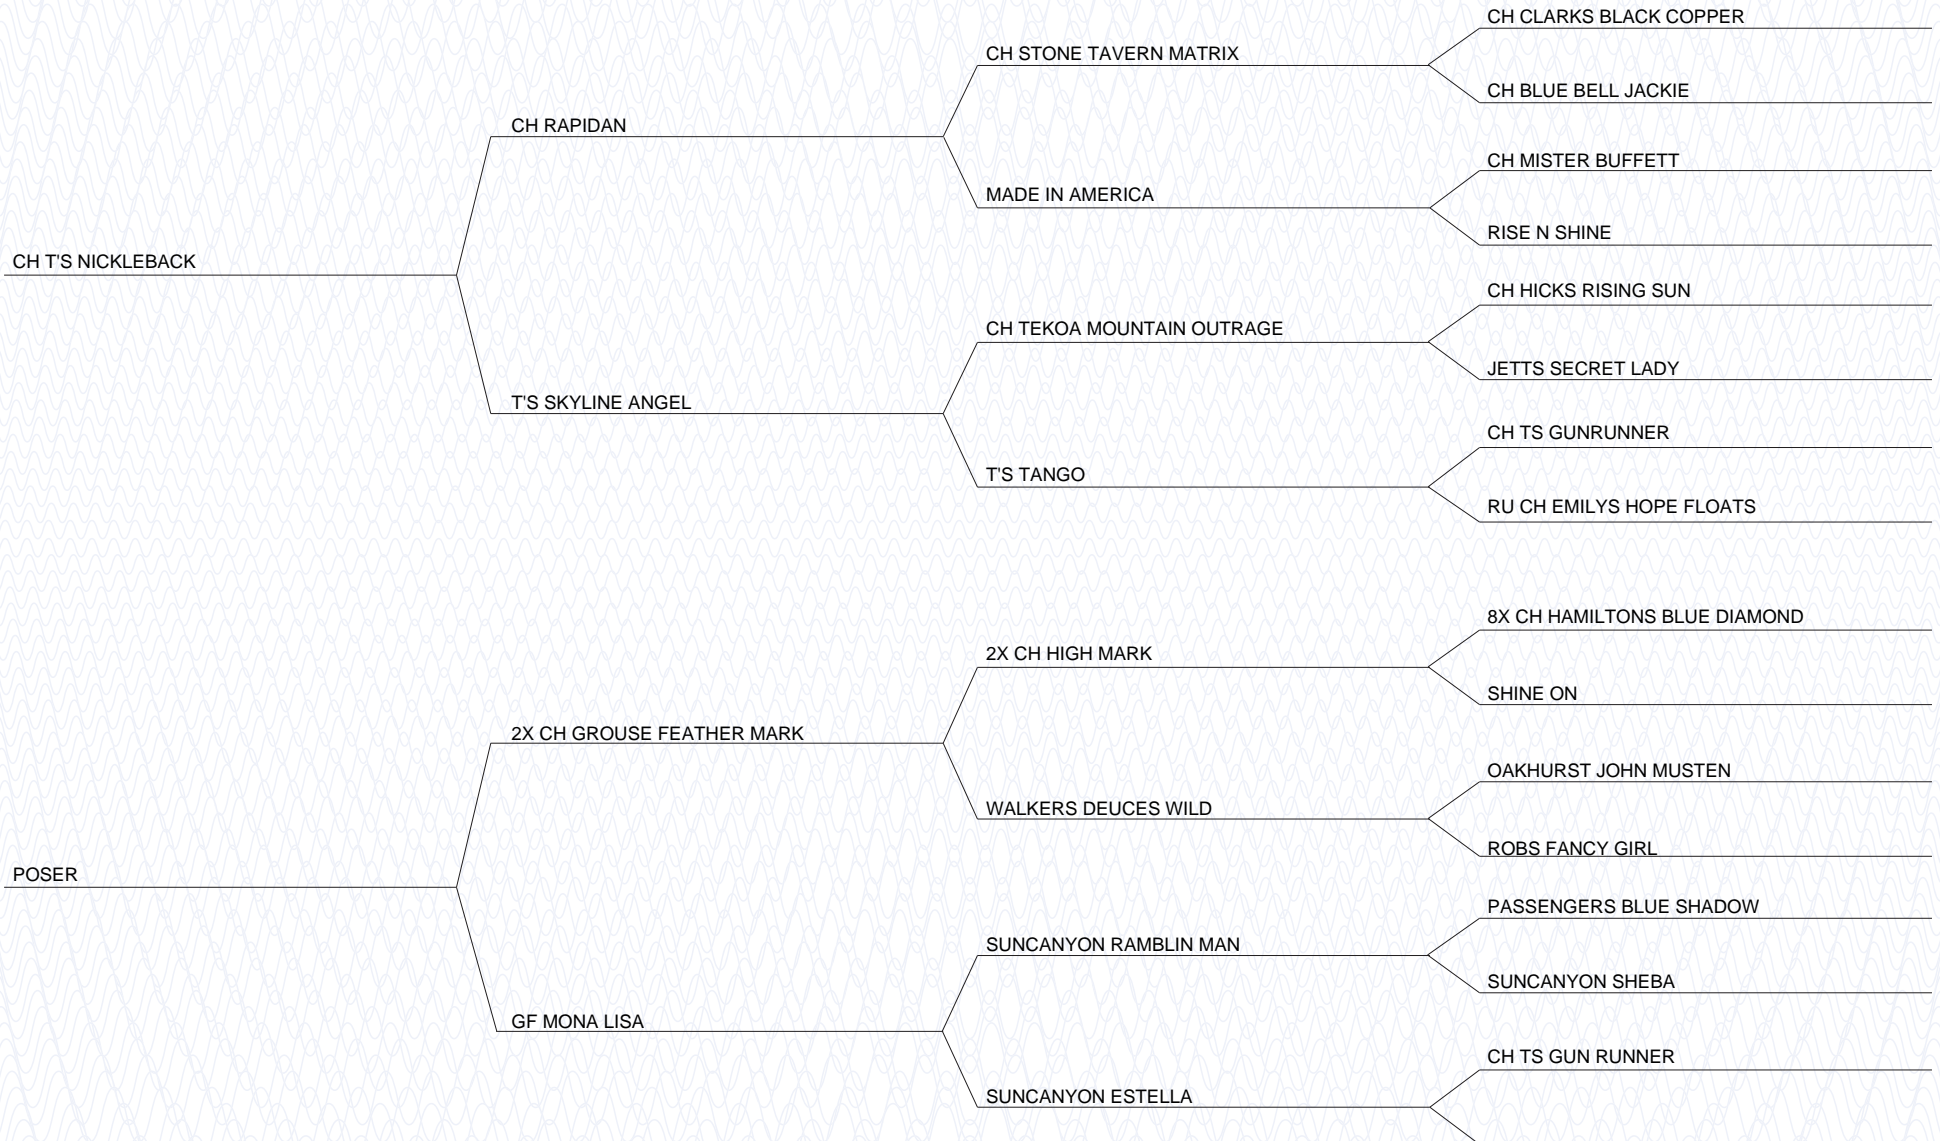 CH CLARKS BLACK COPPER
CH STONE TAVERN MATRIX
CH BLUE BELL JACKIE
CH RAPIDAN
CH MISTER BUFFETT
MADE IN AMERICA
RISE N SHINE
CH T'S NICKLEBACK
CH HICKS RISING SUN
CH TEKOA MOUNTAIN OUTRAGE
JETTS SECRET LADY
T'S SKYLINE ANGEL
CH TS GUNRUNNER
T'S TANGO
RU CH EMILYS HOPE FLOATS
8X CH HAMILTONS BLUE DIAMOND
2X CH HIGH MARK
SHINE ON
2X CH GROUSE FEATHER MARK
OAKHURST JOHN MUSTEN
WALKERS DEUCES WILD
ROBS FANCY GIRL
POSER
PASSENGERS BLUE SHADOW
SUNCANYON RAMBLIN MAN
SUNCANYON SHEBA
GF MONA LISA
CH TS GUN RUNNER
SUNCANYON ESTELLA